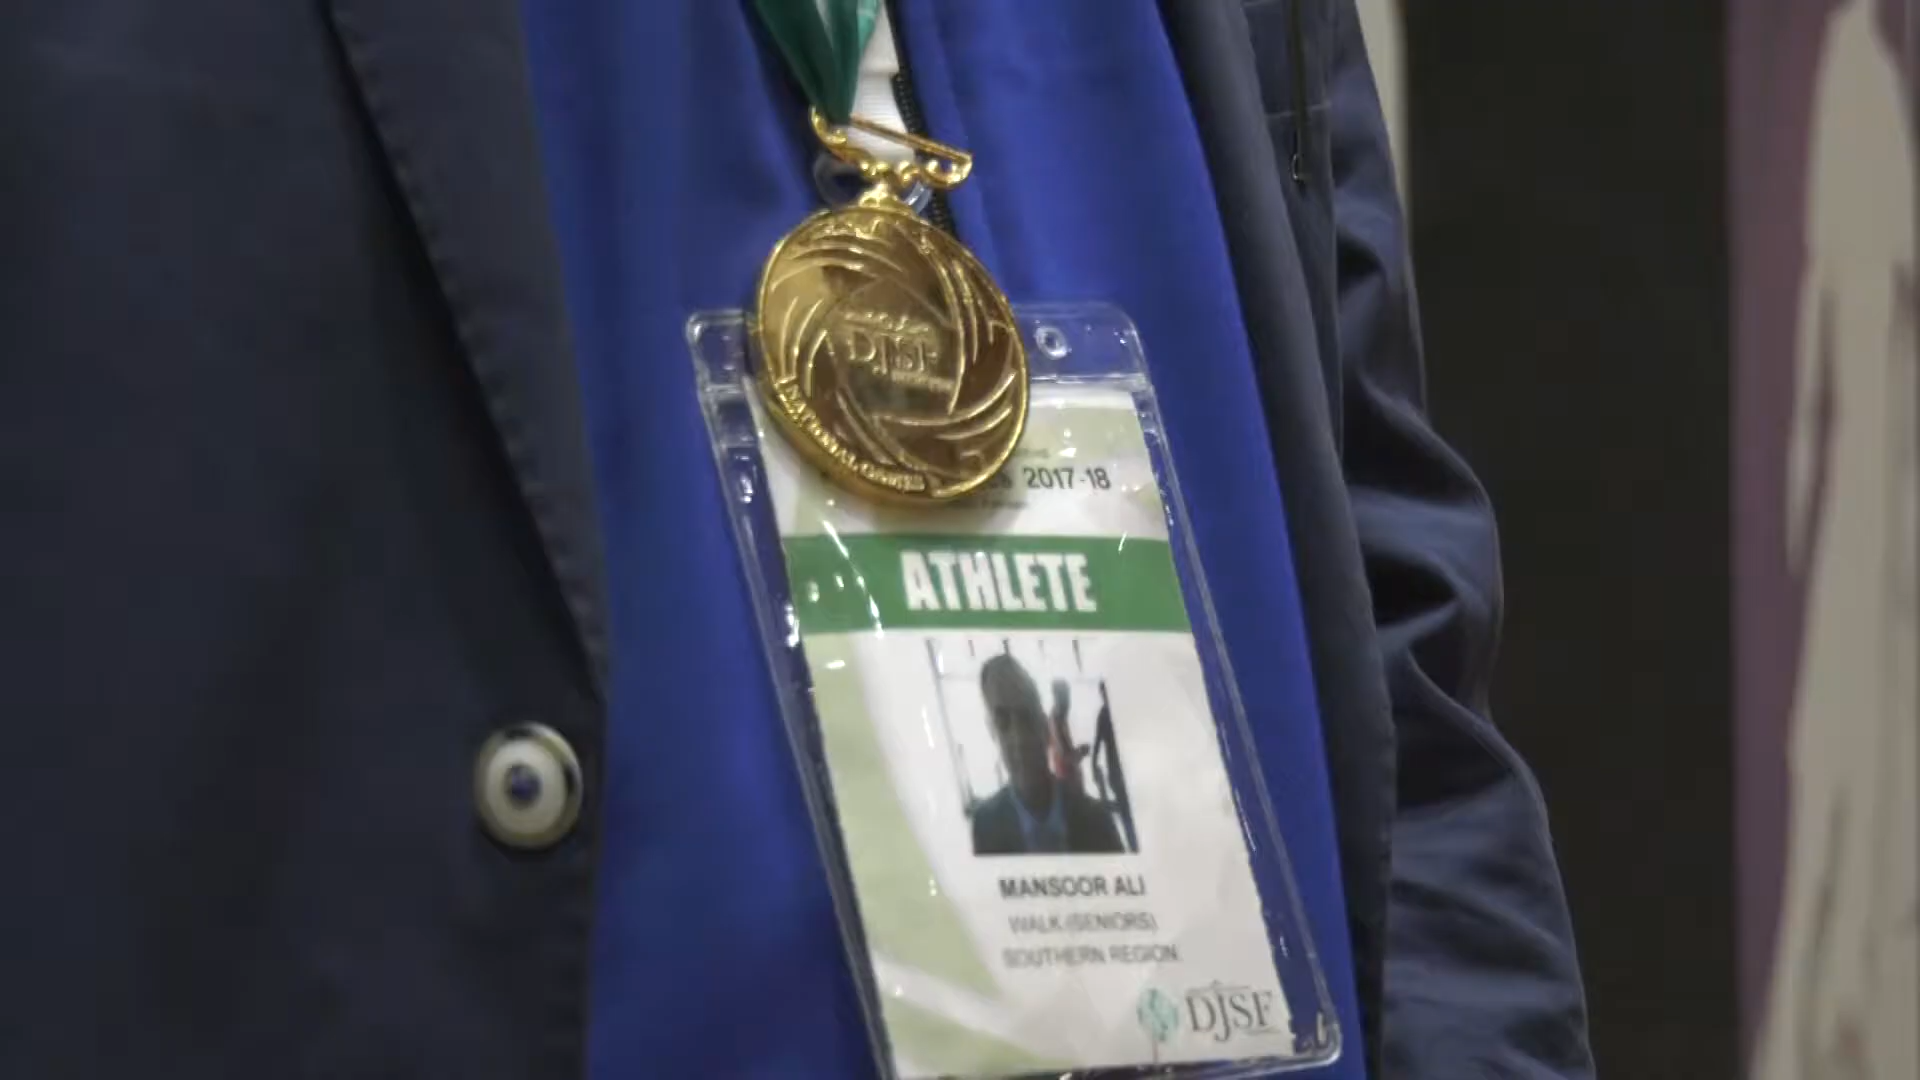 DJSF
NATIONAL GAMES
2017-18
ATHLETE
MANSOOR ALI
WALK (SENIORS)
SOUTHERN REGION
DJSF